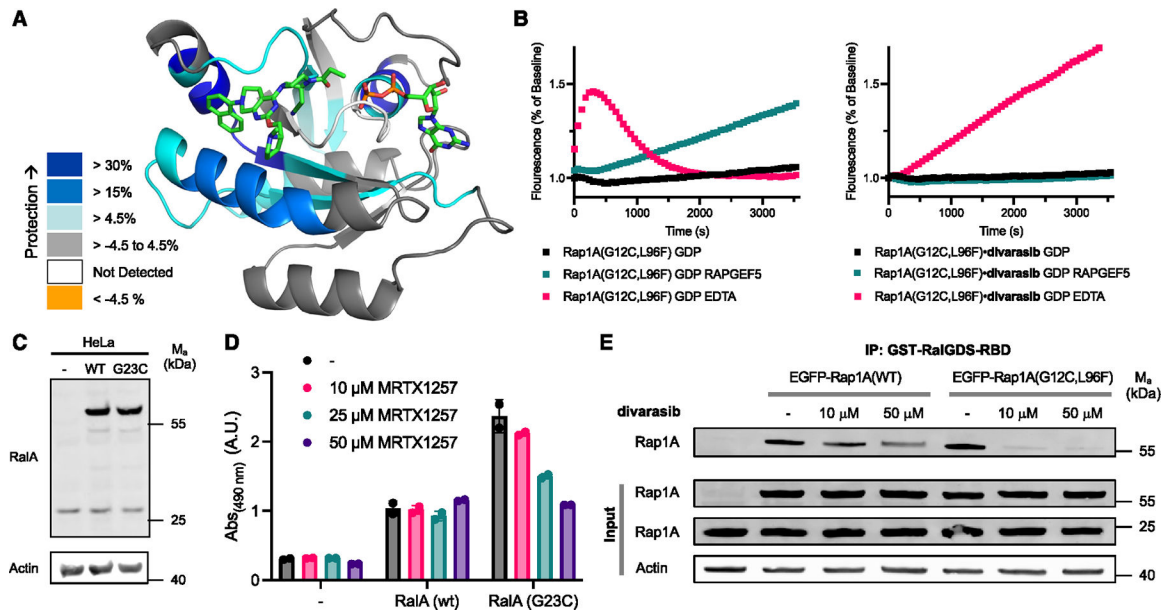 A
Protection →
> 30%
> 15%
> 4.5%
> -4.5 to 4.5%
Not Detected
< -4.5 %
B
Flourescence (% of Baseline)
1.5
1.0
0 1000 2000 3000
Time (s)
Rap1A(G12C,L96F) GDP
Rap1A(G12C,L96F) GDP RAPGEF5
Rap1A(G12C,L96F) GDP EDTA
Flourescence (% of Baseline)
1.5
1.0
0 1000 2000 3000
Time (s)
Rap1A(G12C,L96F)•divarasib GDP
Rap1A(G12C,L96F)•divarasib GDP RAPGEF5
Rap1A(G12C,L96F)•divarasib GDP EDTA
C
HeLa
- WT G23C
Ma
(kDa)
RalA
55
25
Actin
40
D
Abs(490 nm) (A.U.)
3
2
1
0
-
10 µM MRTX1257
25 µM MRTX1257
50 µM MRTX1257
- RalA (wt) RalA (G23C)
E
IP: GST-RalGDS-RBD
EGFP-Rap1A(WT) EGFP-Rap1A(G12C,L96F)
Ma
(kDa)
divarasib - 10 µM 50 µM - 10 µM 50 µM
Rap1A
55
Input
Rap1A
55
Rap1A
25
Actin
40